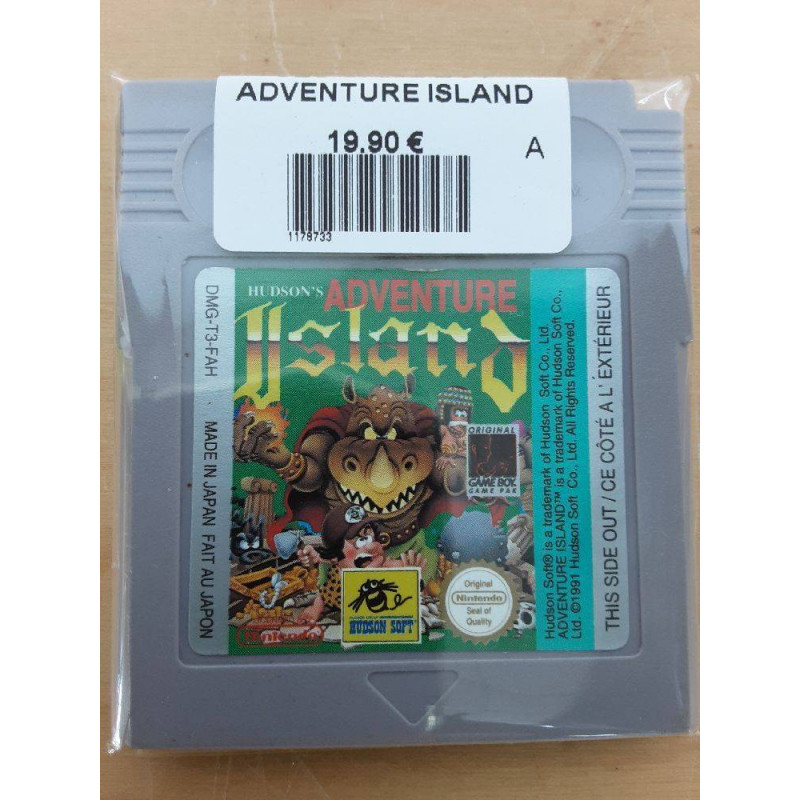 ADVENTURE ISLAND
19.90 €
A
1178733
DMG-T3-FAH
MADE IN JAPAN FAIT AU JAPON
HUDSON'S
ADVENTURE
Island
ORIGINAL
GAME BOY
GAME PAK
Nintendo
HUDSON SOFT
Original
Nintendo
Seal of
Quality
Hudson Soft® is a trademark of Hudson Soft Co., Ltd.
ADVENTURE ISLAND™ is a trademark of Hudson Soft Co.,
Ltd. ©1991 Hudson Soft Co., Ltd. All Rights Reserved.
THIS SIDE OUT / CE CÔTÉ A L' EXTÉRIEUR